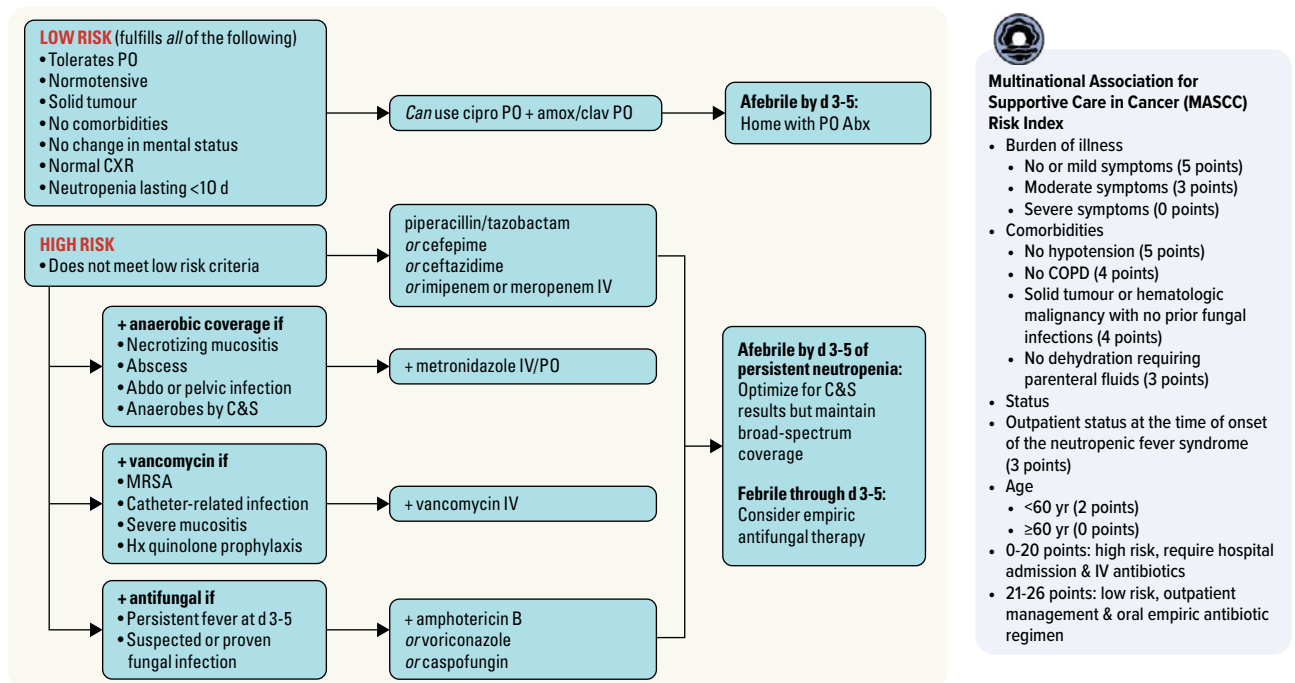 LOW RISK (fulfills all of the following)
• Tolerates PO
• Normotensive
• Solid tumour
• No comorbidities
• No change in mental status
• Normal CXR
• Neutropenia lasting <10 d
Can use cipro PO + amox/clav PO
Afebrile by d 3-5:
Home with PO Abx
HIGH RISK
• Does not meet low risk criteria
piperacillin/tazobactam
or cefepime
or ceftazidime
or imipenem or meropenem IV
+ anaerobic coverage if
• Necrotizing mucositis
• Abscess
• Abdo or pelvic infection
• Anaerobes by C&S
+ metronidazole IV/PO
+ vancomycin if
• MRSA
• Catheter-related infection
• Severe mucositis
• Hx quinolone prophylaxis
+ vancomycin IV
+ antifungal if
• Persistent fever at d 3-5
• Suspected or proven
fungal infection
+ amphotericin B
or voriconazole
or caspofungin
Afebrile by d 3-5 of
persistent neutropenia:
Optimize for C&S
results but maintain
broad-spectrum
coverage
Febrile through d 3-5:
Consider empiric
antifungal therapy
Multinational Association for
Supportive Care in Cancer (MASCC)
Risk Index
• Burden of illness
• No or mild symptoms (5 points)
• Moderate symptoms (3 points)
• Severe symptoms (0 points)
• Comorbidities
• No hypotension (5 points)
• No COPD (4 points)
• Solid tumour or hematologic
malignancy with no prior fungal
infections (4 points)
• No dehydration requiring
parenteral fluids (3 points)
• Status
• Outpatient status at the time of onset
of the neutropenic fever syndrome
(3 points)
• Age
• <60 yr (2 points)
• ≥60 yr (0 points)
• 0-20 points: high risk, require hospital
admission & IV antibiotics
• 21-26 points: low risk, outpatient
management & oral empiric antibiotic
regimen